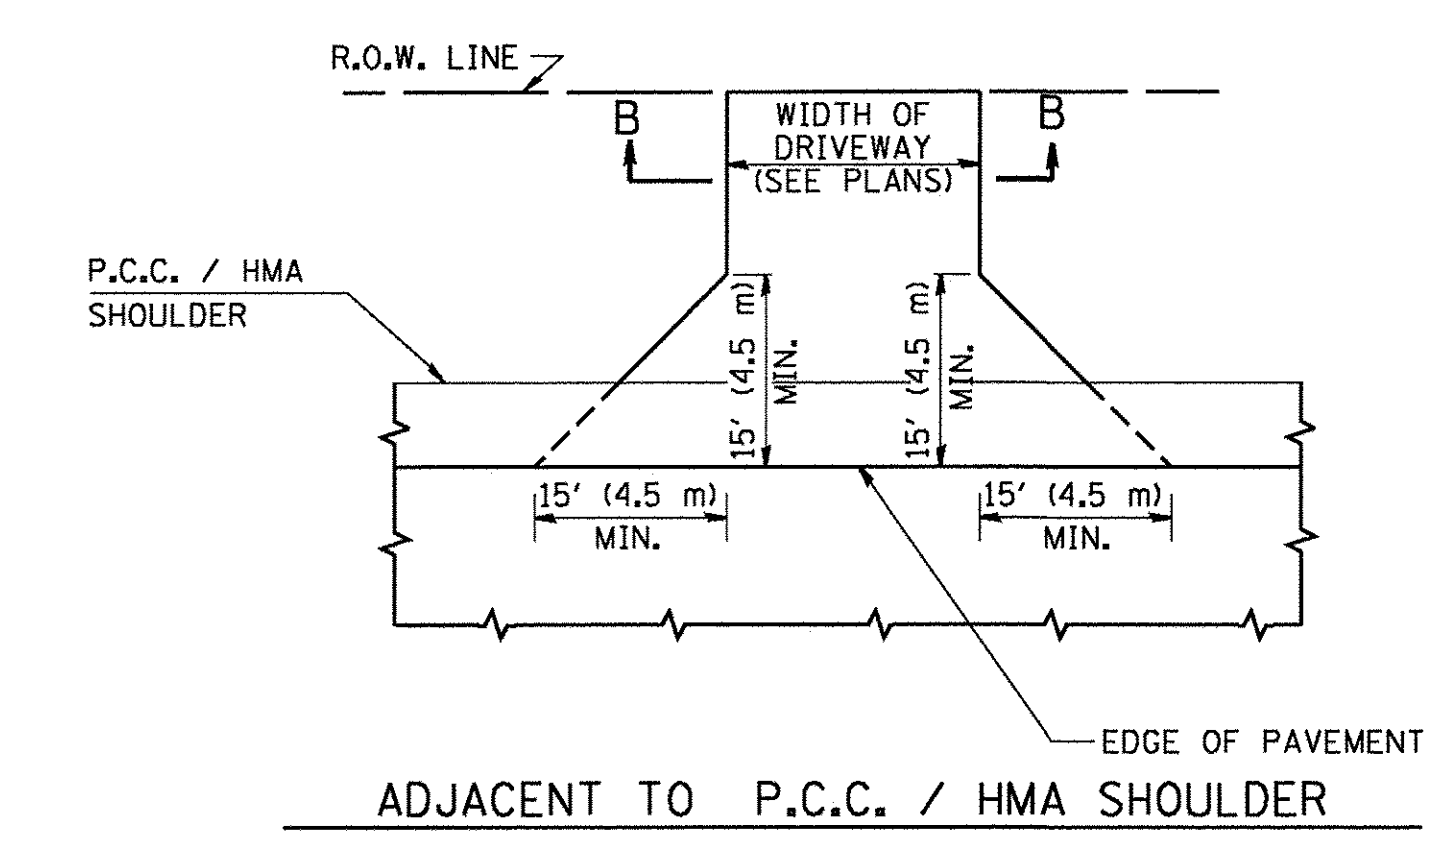 R.O.W. LINE
B
WIDTH OF
DRIVEWAY
(SEE PLANS)
B
P.C.C. / HMA
SHOULDER
15' (4.5 m)
MIN.
15' (4.5 m)
MIN.
15' (4.5 m)
MIN.
15' (4.5 m)
MIN.
EDGE OF PAVEMENT
ADJACENT TO P.C.C. / HMA SHOULDER